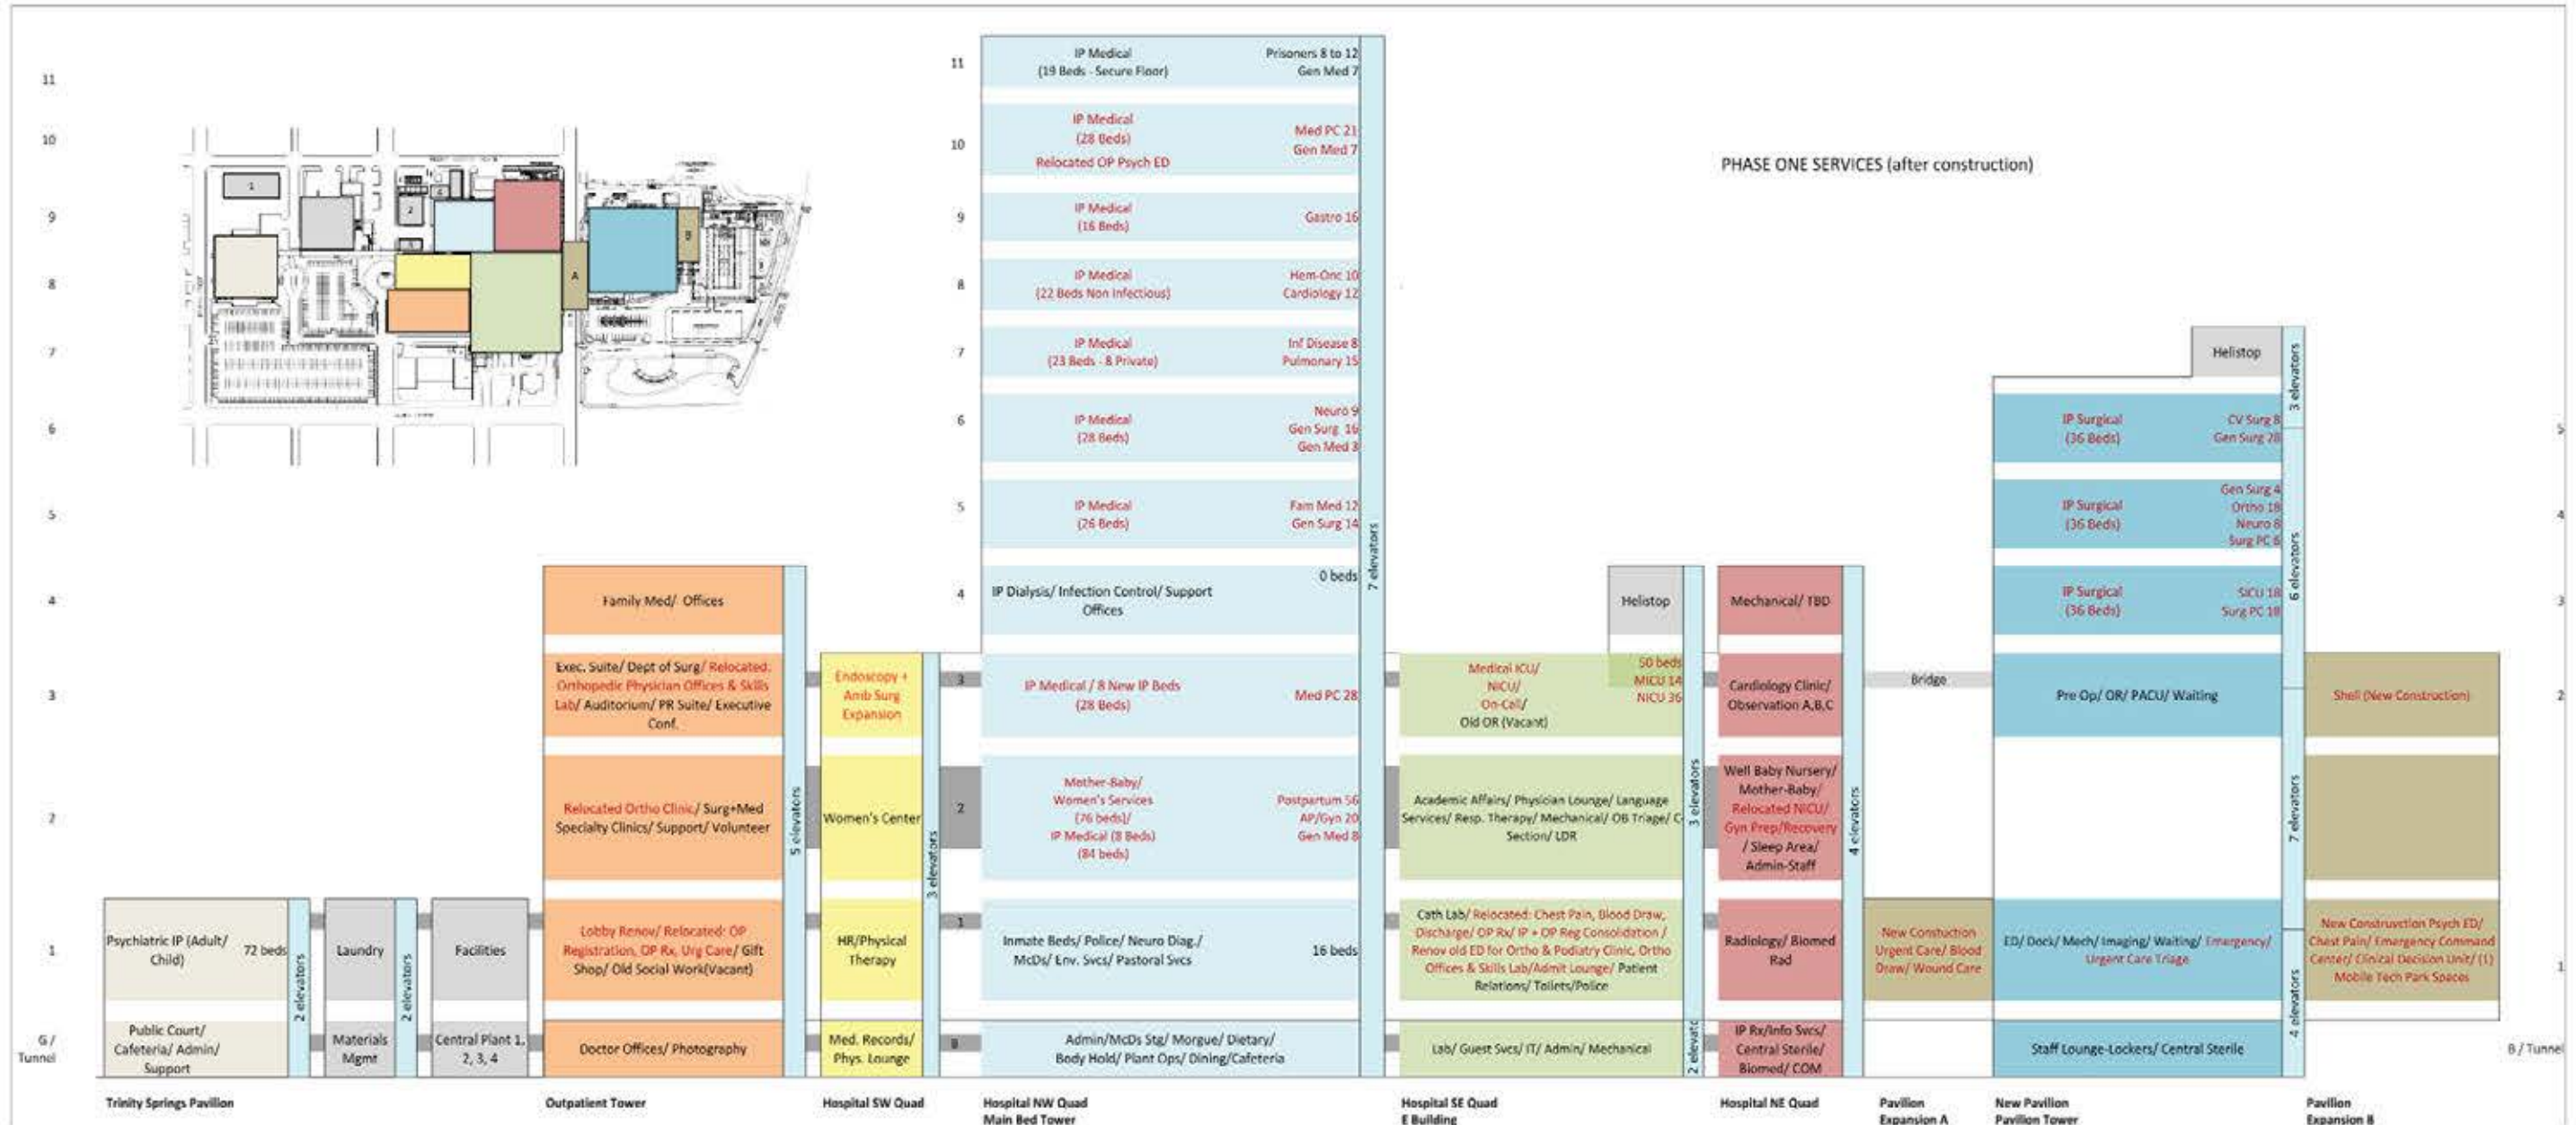 PHASE ONE SERVICES (after construction)
11
10
9
8
7
6
5
4
3
2
1
G /
Tunnel
1
2
A
B
Psychiatric IP (Adult/
Child)
72 beds
Public Court/
Cafeteria/ Admin/
Support
2 elevators
Trinity Springs Pavilion
Laundry
Materials
Mgmt
2 elevators
Facilities
Central Plant 1,
2, 3, 4
Family Med/ Offices
Exec. Suite/ Dept of Surg/ Relocated:
Orthopedic Physician Offices & Skills
Lab/ Auditorium/ PR Suite/ Executive
Conf.
Relocated Ortho Clinic/ Surg+Med
Specialty Clinics/ Support/ Volunteer
Lobby Renov/ Relocated: OP
Registration, OP Rx, Urg Care/ Gift
Shop/ Old Social Work(Vacant)
Doctor Offices/ Photography
5 elevators
Outpatient Tower
Endoscopy +
Amb Surg
Expansion
Women's Center
HR/Physical
Therapy
Med. Records/
Phys. Lounge
3 elevators
Hospital SW Quad
11
10
9
8
7
6
5
4
3
2
1
B
IP Medical
(19 Beds - Secure Floor)
Prisoners 8 to 12
Gen Med 7
IP Medical
(28 Beds)
Relocated OP Psych ED
Med PC 21
Gen Med 7
IP Medical
(16 Beds)
Gastro 16
IP Medical
(22 Beds Non Infectious)
Hem-Onc 10
Cardiology 12
IP Medical
(23 Beds - 8 Private)
Inf Disease 8
Pulmonary 15
IP Medical
(28 Beds)
Neuro 9
Gen Surg 16
Gen Med 3
IP Medical
(26 Beds)
Fam Med 12
Gen Surg 14
IP Dialysis/ Infection Control/ Support
Offices
0 beds
IP Medical / 8 New IP Beds
(28 Beds)
Med PC 28
Mother-Baby/
Women's Services
(76 beds)/
IP Medical (8 Beds)
(84 beds)
Postpartum 56
AP/Gyn 20
Gen Med 8
Inmate Beds/ Police/ Neuro Diag./
McDs/ Env. Svcs/ Pastoral Svcs
16 beds
Admin/McDs Stg/ Morgue/ Dietary/
Body Hold/ Plant Ops/ Dining/Cafeteria
7 elevators
Hospital NW Quad
Main Bed Tower
Helistop
Medical ICU/
NICU/
On-Call/
Old OR (Vacant)
50 beds
MICU 14
NICU 36
Academic Affairs/ Physician Lounge/ Language
Services/ Resp. Therapy/ Mechanical/ OB Triage/ C-
Section/ LDR
Cath Lab/ Relocated: Chest Pain, Blood Draw,
Discharge/ OP Rx/ IP + OP Reg Consolidation /
Renov old ED for Ortho & Podiatry Clinic, Ortho
Offices & Skills Lab/Admit Lounge/ Patient
Relations/ Toilets/Police
Lab/ Guest Svcs/ IT/ Admin/ Mechanical
3 elevators
2 elevatc
Hospital SE Quad
E Building
Mechanical/ TBD
Cardiology Clinic/
Observation A,B,C
Well Baby Nursery/
Mother-Baby/
Relocated NICU/
Gyn Prep/Recovery
/ Sleep Area/
Admin-Staff
Radiology/ Biomed
Rad
IP Rx/Info Svcs/
Central Sterile/
Biomed/ COM
4 elevators
Hospital NE Quad
Bridge
New Constuction
Urgent Care/ Blood
Draw/ Wound Care
Pavilion
Expansion A
Helistop
IP Surgical
(36 Beds)
CV Surg 8
Gen Surg 28
IP Surgical
(36 Beds)
Gen Surg 4
Ortho 18
Neuro 8
Surg PC 6
IP Surgical
(36 Beds)
SICU 18
Surg PC 18
Pre Op/ OR/ PACU/ Waiting
ED/ Dock/ Mech/ Imaging/ Waiting/ Emergency/
Urgent Care Triage
Staff Lounge-Lockers/ Central Sterile
3 elevators
6 elevators
7 elevators
4 elevators
New Pavilion
Pavilion Tower
Shell (New Construction)
New Construvction Psych ED/
Chest Pain/ Emergency Command
Center/ Clinical Decision Unit/ (1)
Mobile Tech Park Spaces
Pavilion
Expansion B
5
4
3
2
1
B / Tunnel